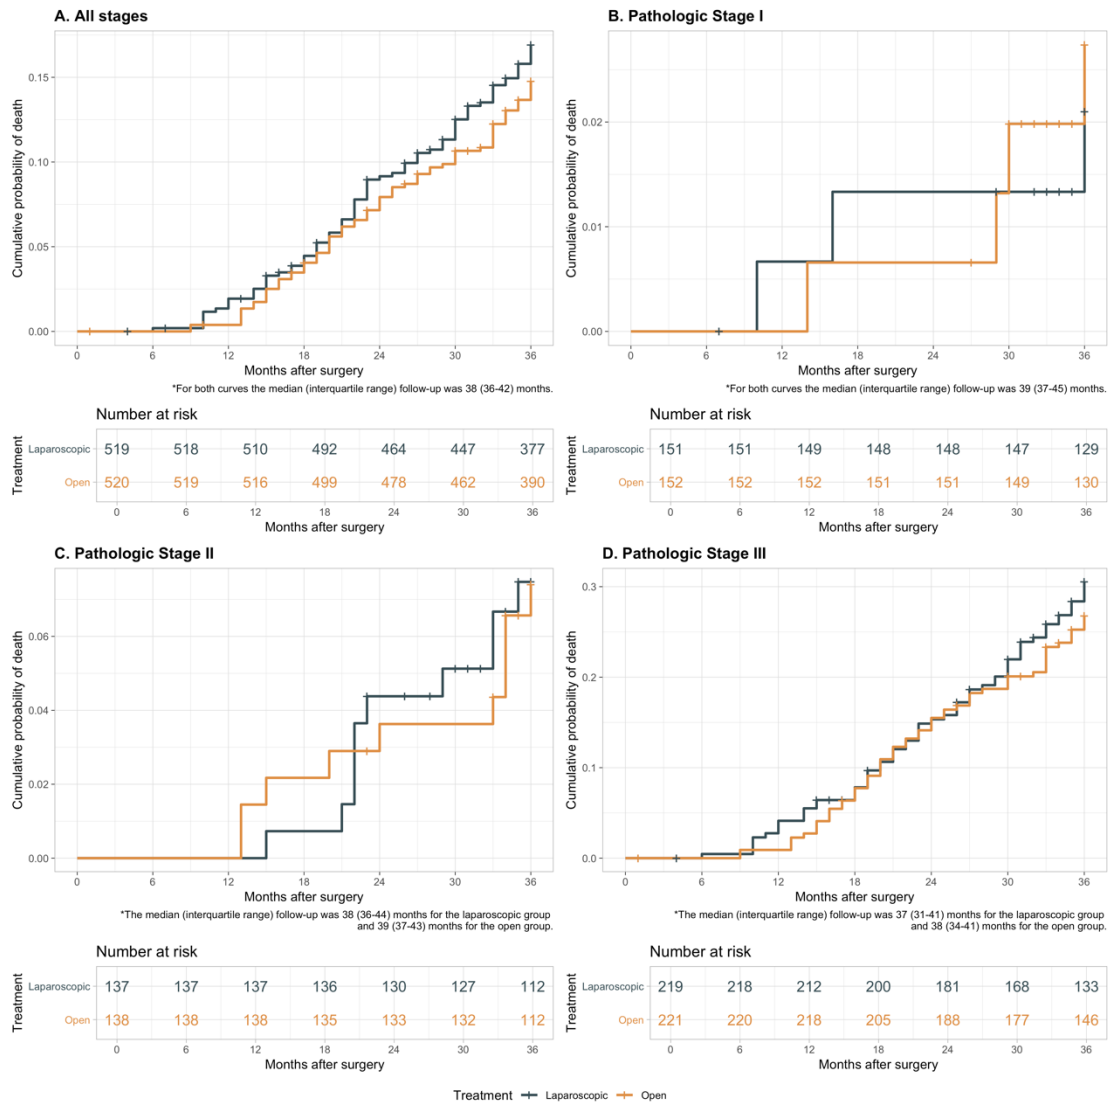 A. All stages
Cumulative probability of death
0.15
0.10
0.05
0.00
0 6 12 18 24 30 36
Months after surgery
*For both curves the median (interquartile range) follow-up was 38 (36-42) months.
Number at risk
Treatment
Laparoscopic 519 518 510 492 464 447 377
Open 520 519 516 499 478 462 390
0 6 12 18 24 30 36
Months after surgery
B. Pathologic Stage I
Cumulative probability of death
0.02
0.01
0.00
0 6 12 18 24 30 36
Months after surgery
*For both curves the median (interquartile range) follow-up was 39 (37-45) months.
Number at risk
Treatment
Laparoscopic 151 151 149 148 148 147 129
Open 152 152 152 151 151 149 130
0 6 12 18 24 30 36
Months after surgery
C. Pathologic Stage II
Cumulative probability of death
0.06
0.04
0.02
0.00
0 6 12 18 24 30 36
Months after surgery
*The median (interquartile range) follow-up was 38 (36-44) months for the laparoscopic group
and 39 (37-43) months for the open group.
Number at risk
Treatment
Laparoscopic 137 137 137 136 130 127 112
Open 138 138 138 135 133 132 112
0 6 12 18 24 30 36
Months after surgery
D. Pathologic Stage III
Cumulative probability of death
0.3
0.2
0.1
0.0
0 6 12 18 24 30 36
Months after surgery
*The median (interquartile range) follow-up was 37 (31-41) months for the laparoscopic group
and 38 (34-41) months for the open group.
Number at risk
Treatment
Laparoscopic 219 218 212 200 181 168 133
Open 221 220 218 205 188 177 146
0 6 12 18 24 30 36
Months after surgery
Treatment Laparoscopic Open